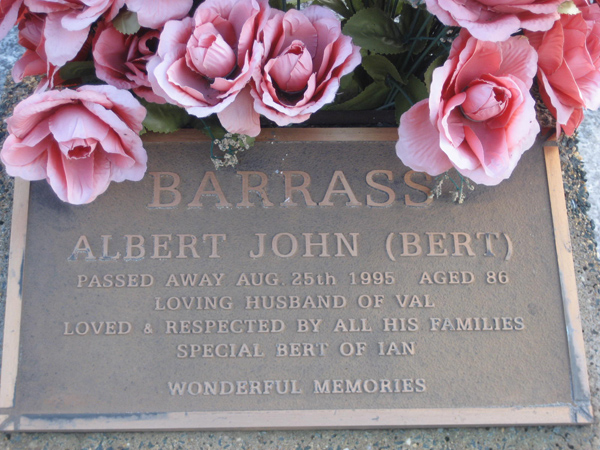 BARRASS
ALBERT JOHN (BERT)
PASSED AWAY AUG. 25th 1995 AGED 86
LOVING HUSBAND OF VAL
LOVED & RESPECTED BY ALL HIS FAMILIES
SPECIAL BERT OF IAN
WONDERFUL MEMORIES